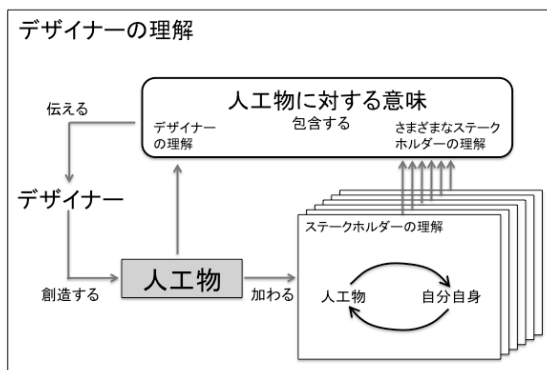 デザイナーの理解
人工物に対する意味
伝える
包含する
デザイナー
の理解
さまざまなステーク
ホルダーの理解
デザイナー
ステークホルダーの理解
人工物
創造する
加わる
人工物
自分自身